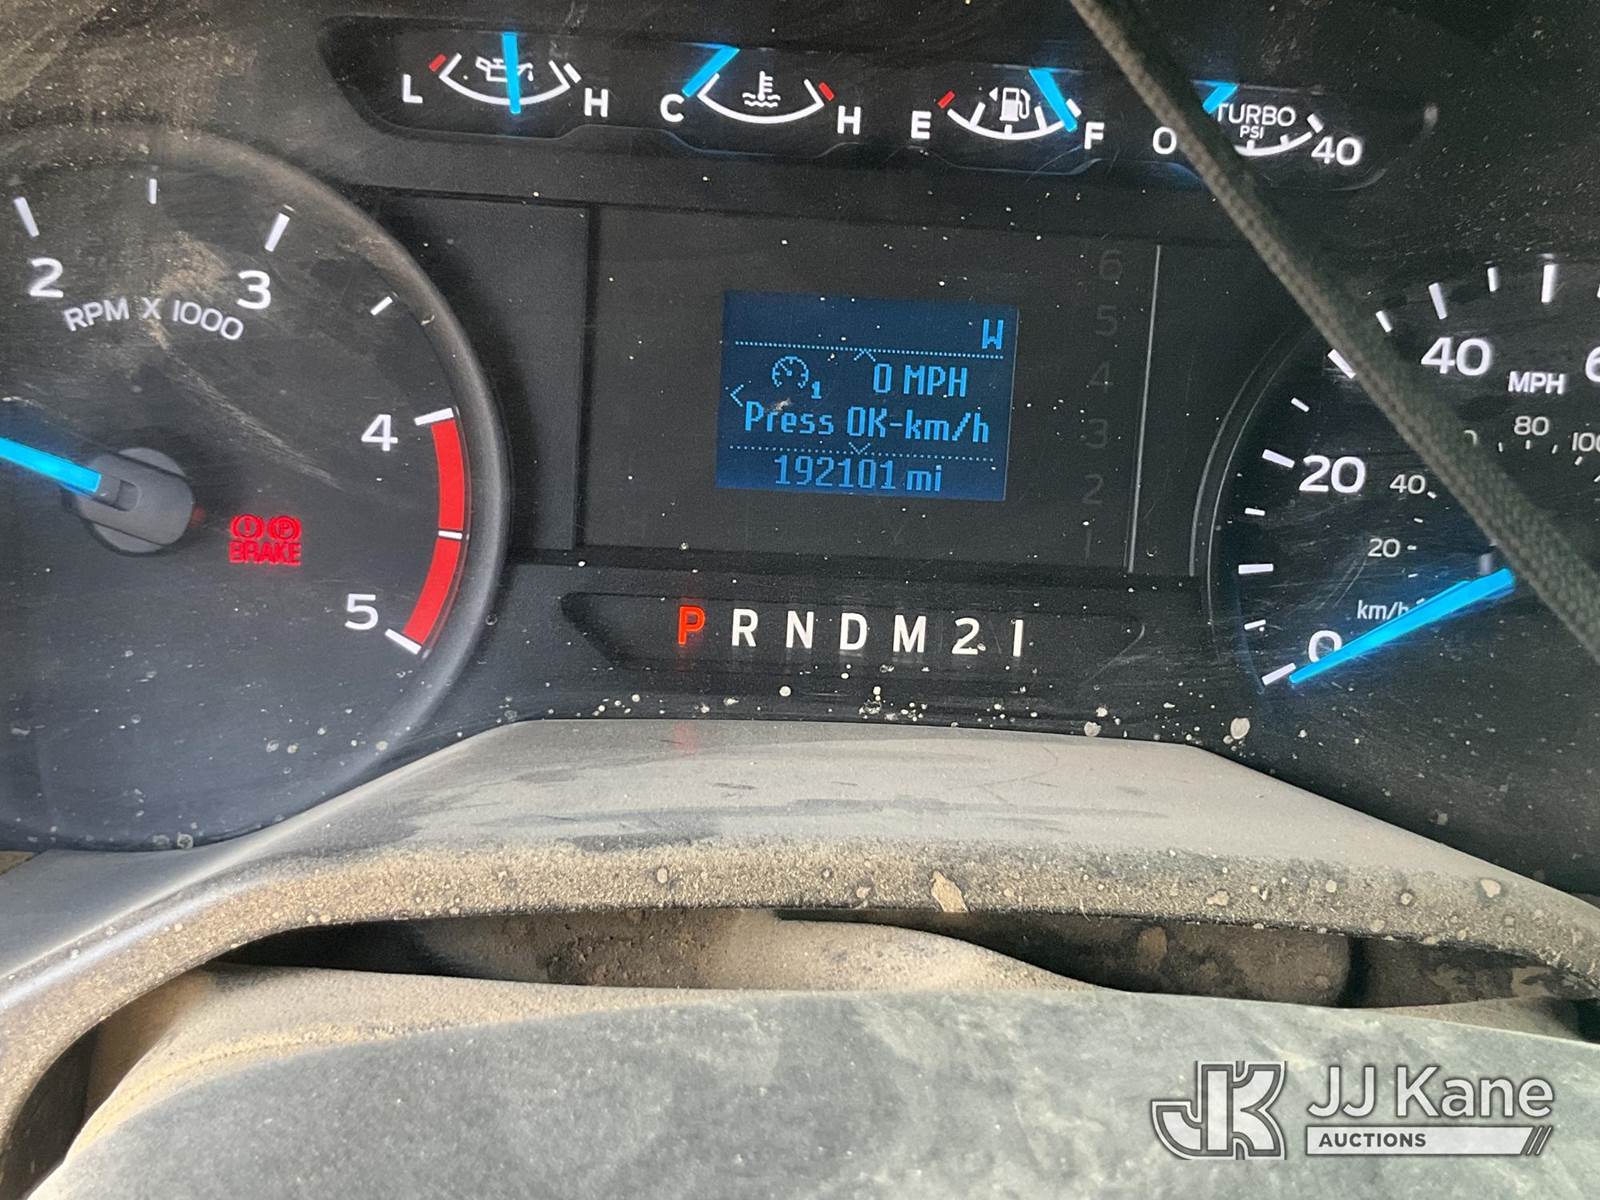 L H C H E F 0 TURBO PSI 40
2 3
RPM X 1000
4
5
BRAKE
W
0 MPH
Press OK-km/h
192101 mi
6
5
4
3
2
1
P R N D M 2 1
40
MPH
80
20 40
20
km/h
0
JJ Kane
AUCTIONS